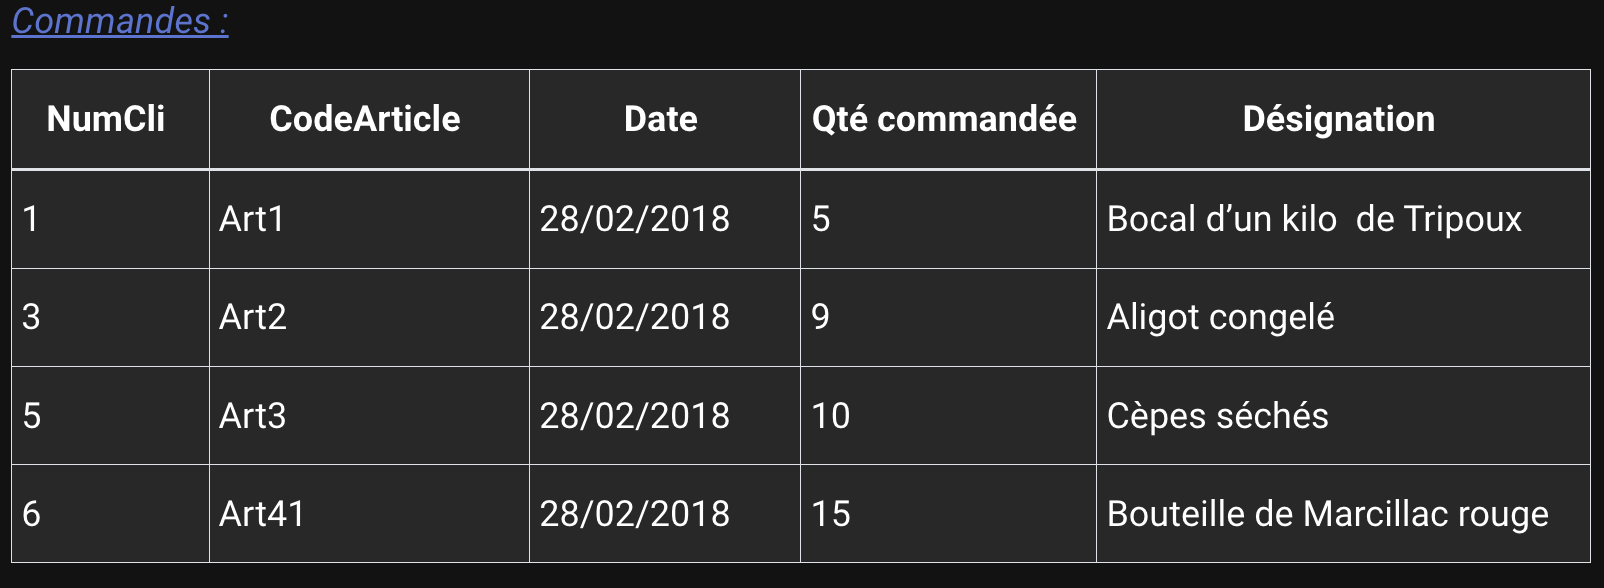 Commandes :
NumCli CodeArticle Date Qté commandée Désignation
1 Art1 28/02/2018 5 Bocal d’un kilo  de Tripoux
3 Art2 28/02/2018 9 Aligot congelé
5 Art3 28/02/2018 10 Cèpes séchés
6 Art41 28/02/2018 15 Bouteille de Marcillac rouge